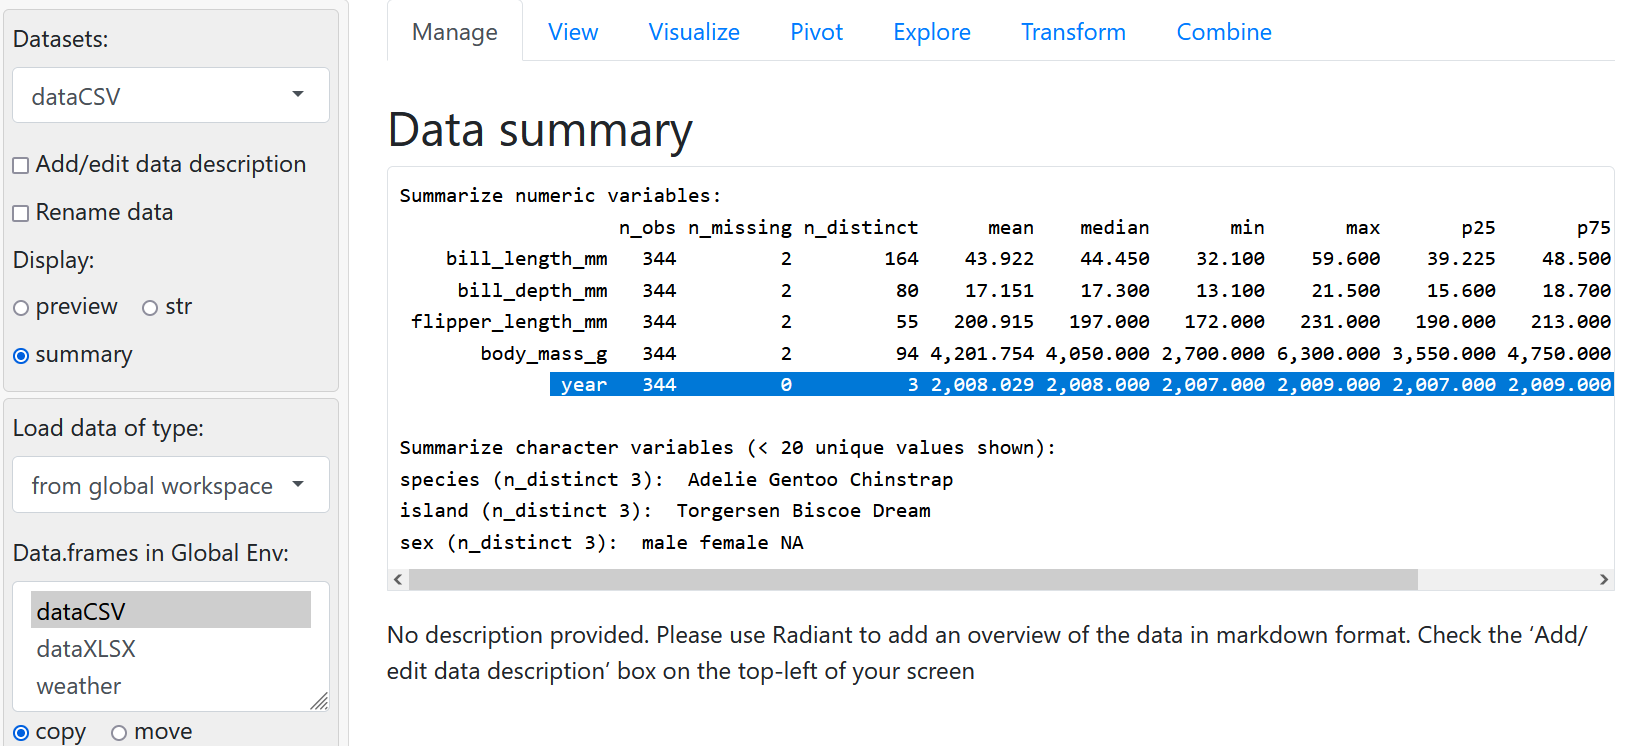 Datasets:
dataCSV
Add/edit data description
Rename data
Display:
preview str
summary
Load data of type:
from global workspace
Data.frames in Global Env:
dataCSV
dataXLSX
weather
copy move
Manage View Visualize Pivot Explore Transform Combine
Data summary
Summarize numeric variables:
n_obs n_missing n_distinct mean median min max p25 p75
bill_length_mm 344 2 164 43.922 44.450 32.100 59.600 39.225 48.500
bill_depth_mm 344 2 80 17.151 17.300 13.100 21.500 15.600 18.700
flipper_length_mm 344 2 55 200.915 197.000 172.000 231.000 190.000 213.000
body_mass_g 344 2 94 4,201.754 4,050.000 2,700.000 6,300.000 3,550.000 4,750.000
year 344 0 3 2,008.029 2,008.000 2,007.000 2,009.000 2,007.000 2,009.000
Summarize character variables (< 20 unique values shown):
species (n_distinct 3): Adelie Gentoo Chinstrap
island (n_distinct 3): Torgersen Biscoe Dream
sex (n_distinct 3): male female NA
No description provided. Please use Radiant to add an overview of the data in markdown format. Check the ‘Add/
edit data description’ box on the top-left of your screen